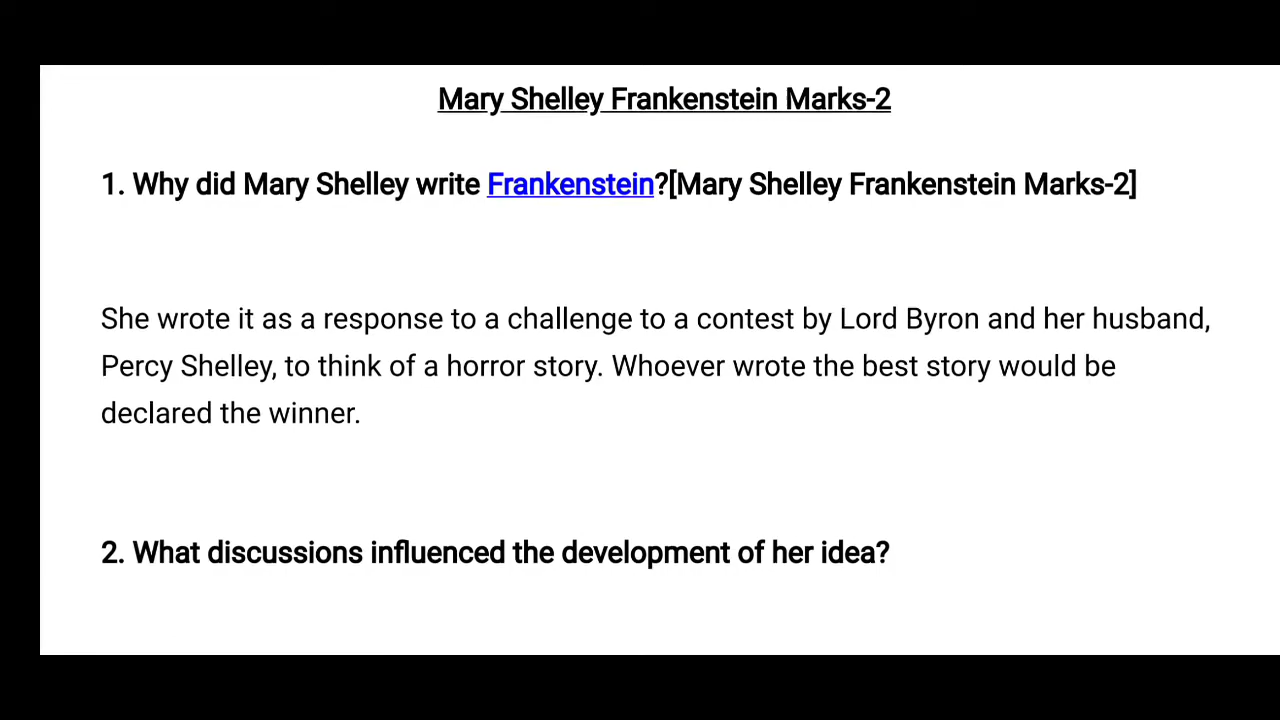 Mary Shelley Frankenstein Marks-2
1. Why did Mary Shelley write Frankenstein?[Mary Shelley Frankenstein Marks-2]
She wrote it as a response to a challenge to a contest by Lord Byron and her husband,
Percy Shelley, to think of a horror story. Whoever wrote the best story would be
declared the winner.
2. What discussions influenced the development of her idea?